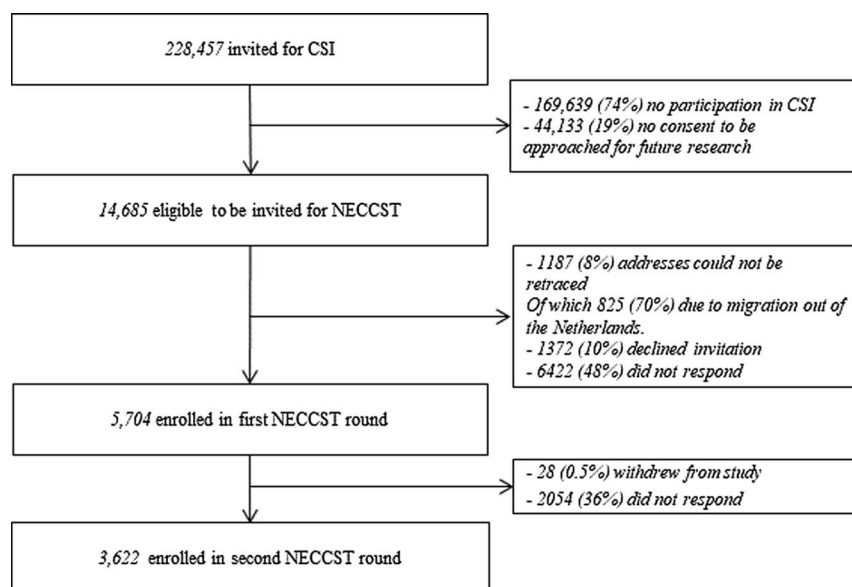 228,457 invited for CSI
- 169,639 (74%) no participation in CSI
- 44,133 (19%) no consent to be
approached for future research
14,685 eligible to be invited for NECCST
- 1187 (8%) addresses could not be
retraced
Of which 825 (70%) due to migration out of
the Netherlands.
- 1372 (10%) declined invitation
- 6422 (48%) did not respond
5,704 enrolled in first NECCST round
- 28 (0.5%) withdrew from study
- 2054 (36%) did not respond
3,622 enrolled in second NECCST round